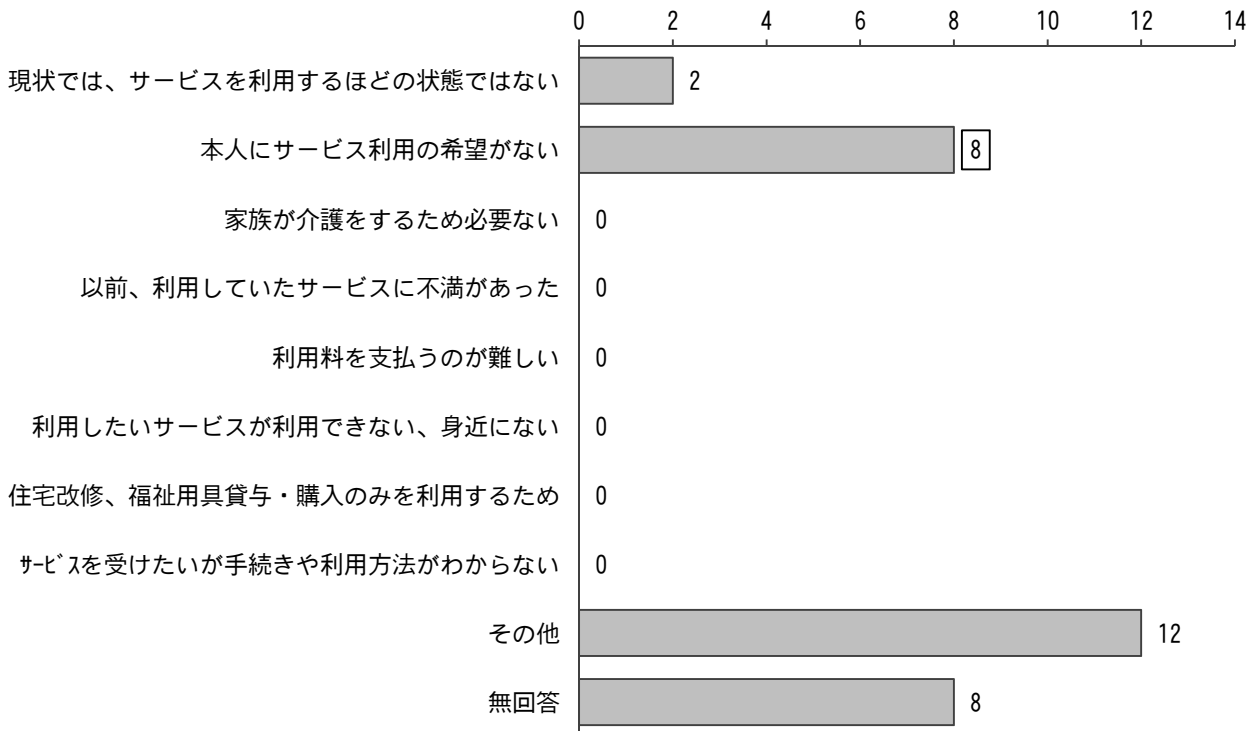 0 2 4 6 8 10 12 14
現状では、サービスを利用するほどの状態ではない 2
本人にサービス利用の希望がない 8
家族が介護をするため必要ない 0
以前、利用していたサービスに不満があった 0
利用料を支払うのが難しい 0
利用したいサービスが利用できない、身近にない 0
住宅改修、福祉用具貸与・購入のみを利用するため 0
ｻｰﾋﾞｽを受けたいが手続きや利用方法がわからない 0
その他 12
無回答 8